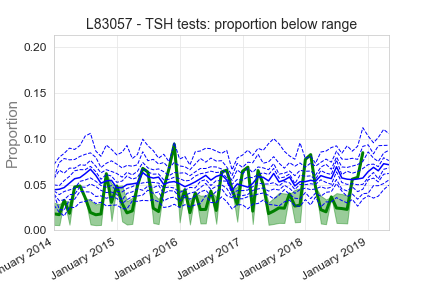 L83057 - TSH tests: proportion below range
Proportion
0.20
0.15
0.10
0.05
0.00
nuary 2014
January 2015
January 2016
January 2017
January 2018
January 2019